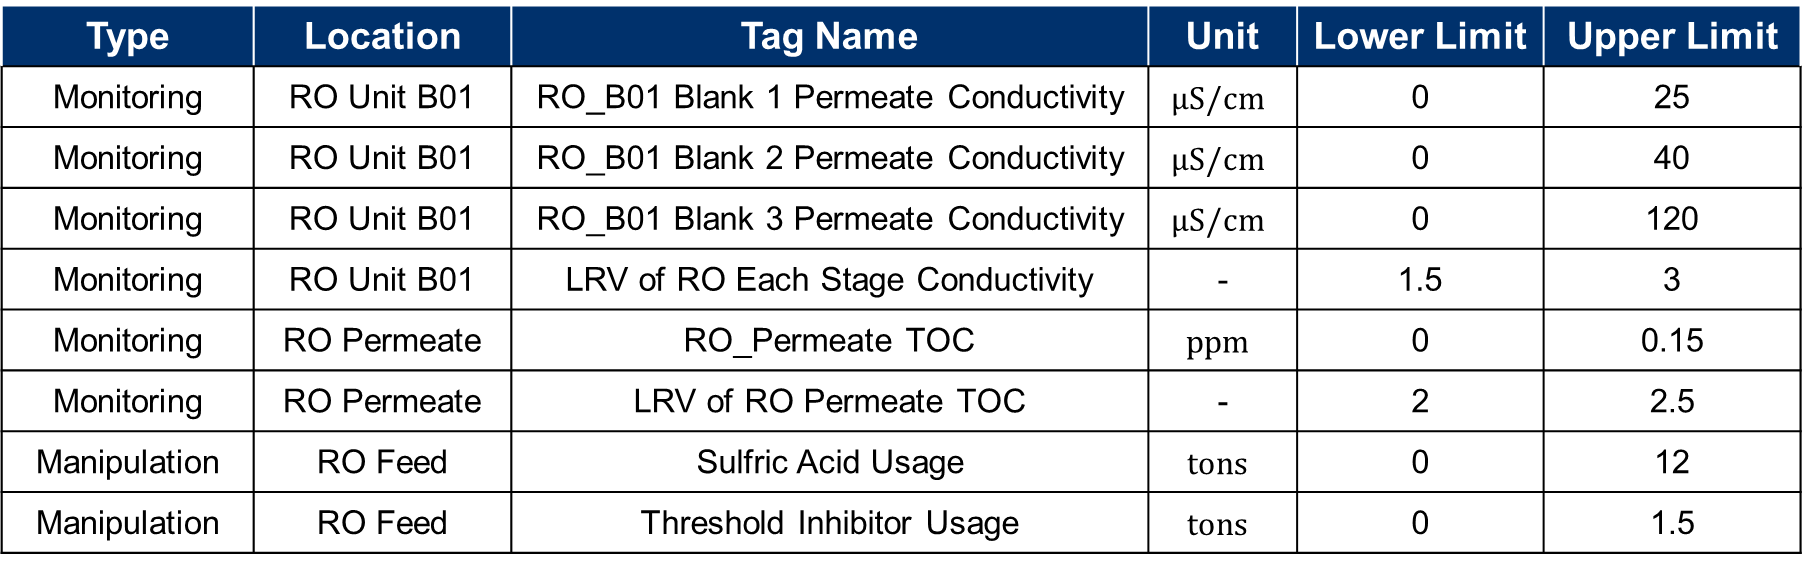 Type Location Tag Name Unit Lower Limit Upper Limit
Monitoring RO Unit B01 RO_B01 Blank 1 Permeate Conductivity μS/cm 0 25
Monitoring RO Unit B01 RO_B01 Blank 2 Permeate Conductivity μS/cm 0 40
Monitoring RO Unit B01 RO_B01 Blank 3 Permeate Conductivity μS/cm 0 120
Monitoring RO Unit B01 LRV of RO Each Stage Conductivity - 1.5 3
Monitoring RO Permeate RO_Permeate TOC ppm 0 0.15
Monitoring RO Permeate LRV of RO Permeate TOC - 2 2.5
Manipulation RO Feed Sulfric Acid Usage tons 0 12
Manipulation RO Feed Threshold Inhibitor Usage tons 0 1.5